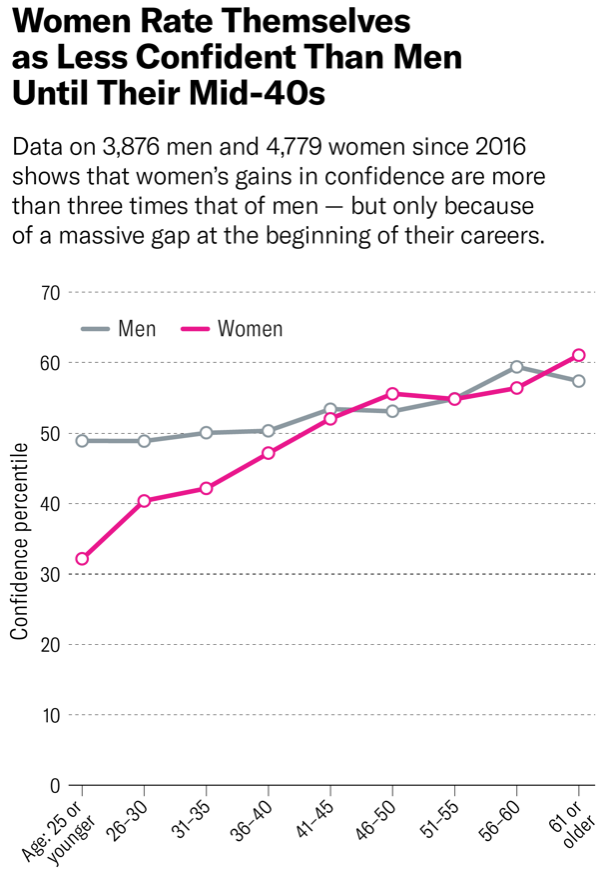 Women Rate Themselves
as Less Confident Than Men
Until Their Mid-40s
Data on 3,876 men and 4,779 women since 2016
shows that women’s gains in confidence are more
than three times that of men — but only because
of a massive gap at the beginning of their careers.
70
Men
Women
60
50
40
30
20
10
0
Confidence percentile
Age: 25 or
younger
26–30
31–35
36–40
41–45
46–50
51–55
56–60
61 or
older